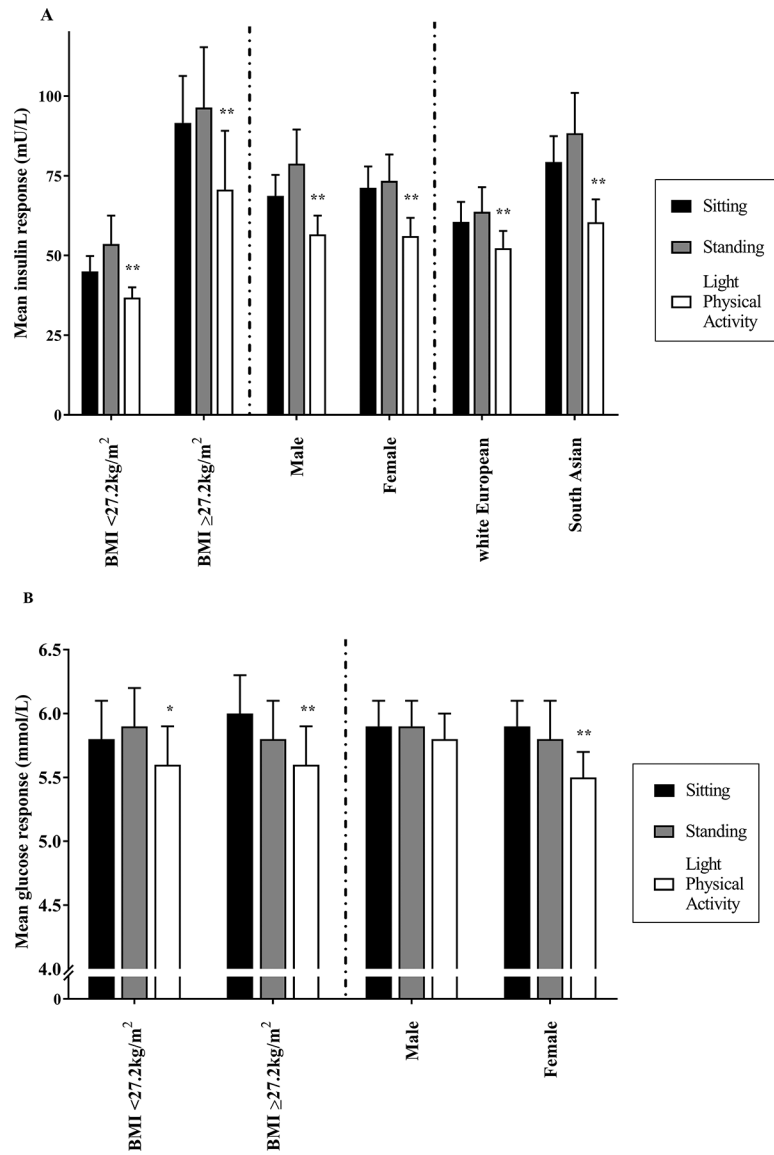 A
Mean insulin response (mU/L)
100
75
50
25
0
**
**
**
**
**
**
BMI <27.2kg/m²
BMI ≥27.2kg/m²
Male
Female
white European
South Asian
Sitting
Standing
Light
Physical
Activity
B
Mean glucose response (mmol/L)
6.5
6.0
5.5
5.0
4.5
4.0
0
*
**
**
BMI <27.2kg/m²
BMI ≥27.2kg/m²
Male
Female
Sitting
Standing
Light
Physical
Activity